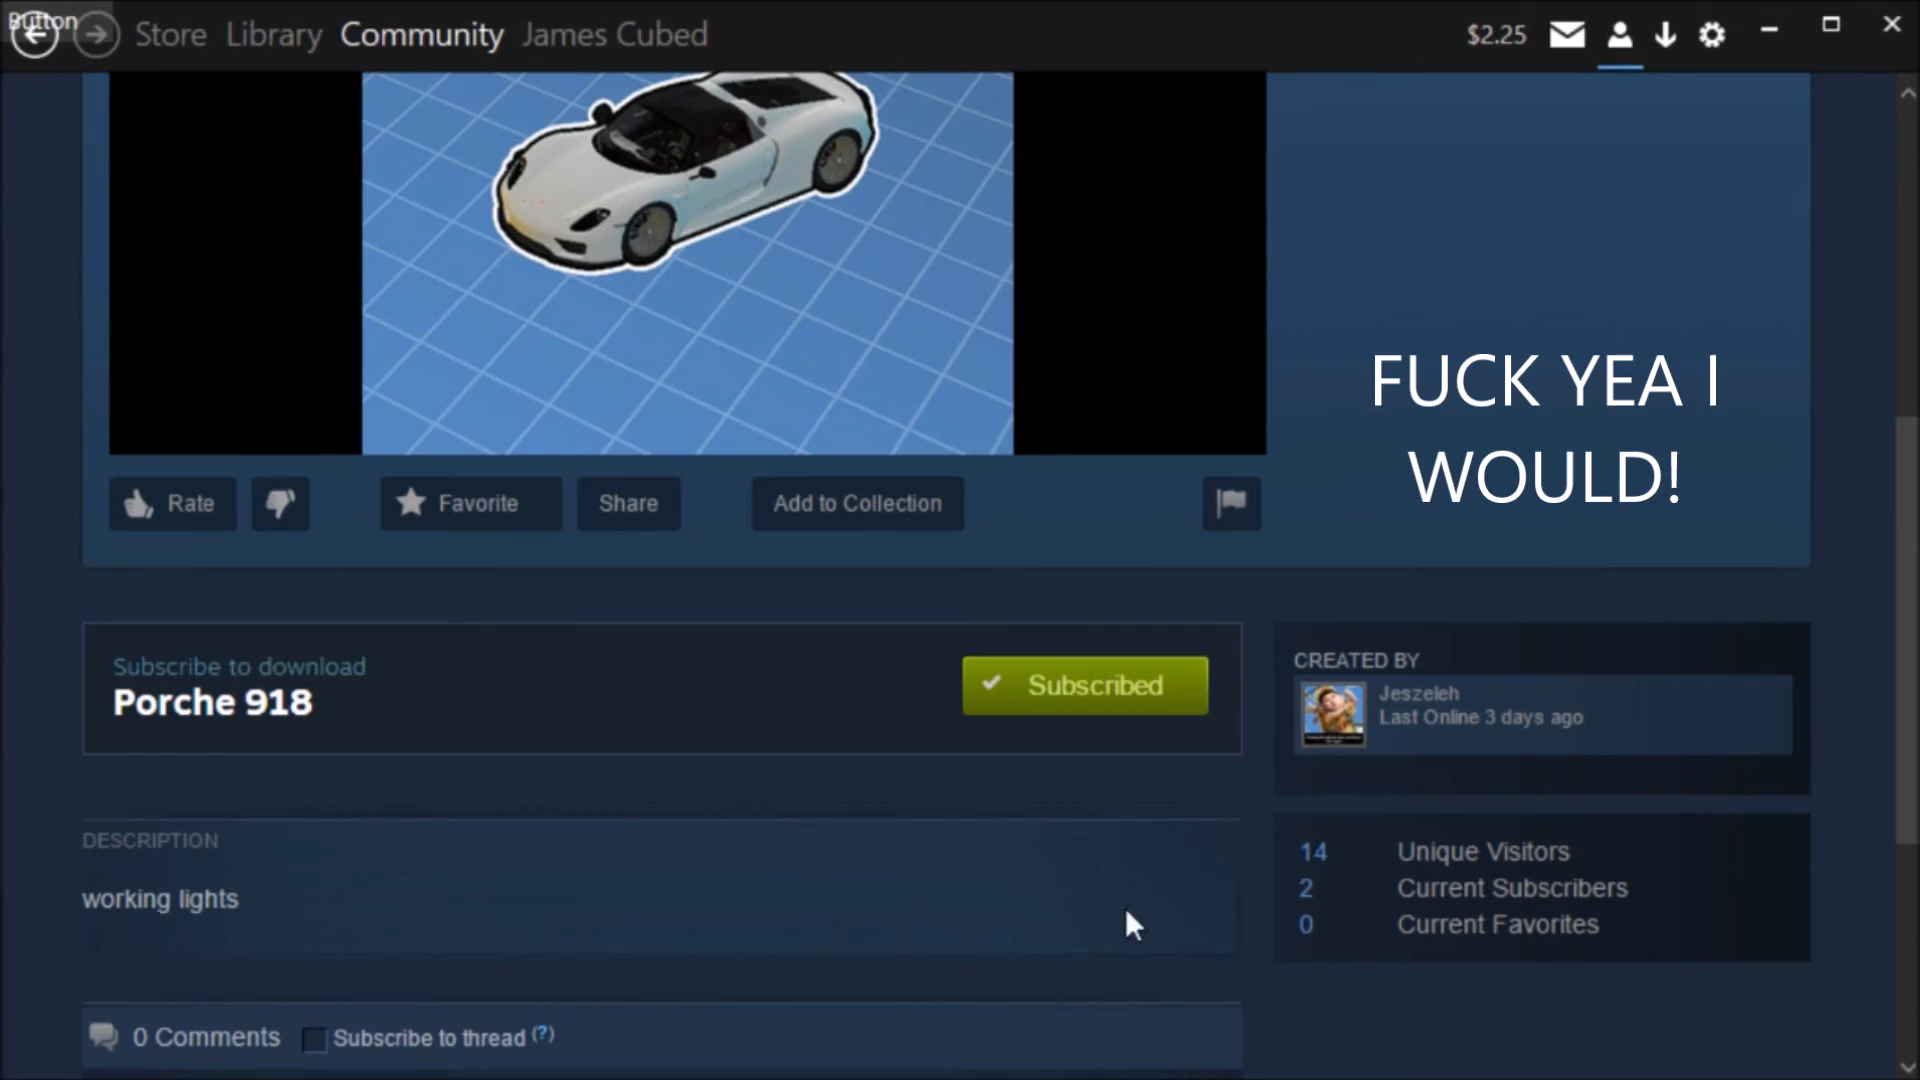 Button
Store Library Community James Cubed $2.25
FUCK YEA I
WOULD!
Rate Favorite Share Add to Collection
Subscribe to download
Porche 918
Subscribed
CREATED BY
Jeszeleh
Last Online 3 days ago
DESCRIPTION
working lights
14 Unique Visitors
2 Current Subscribers
0 Current Favorites
0 Comments Subscribe to thread (?)